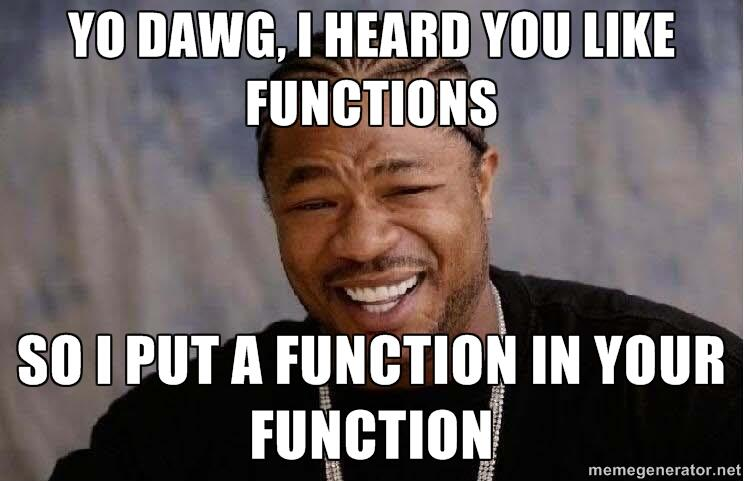 YO DAWG, I HEARD YOU LIKE
FUNCTIONS
SO I PUT A FUNCTION IN YOUR
FUNCTION
memegenerator.net